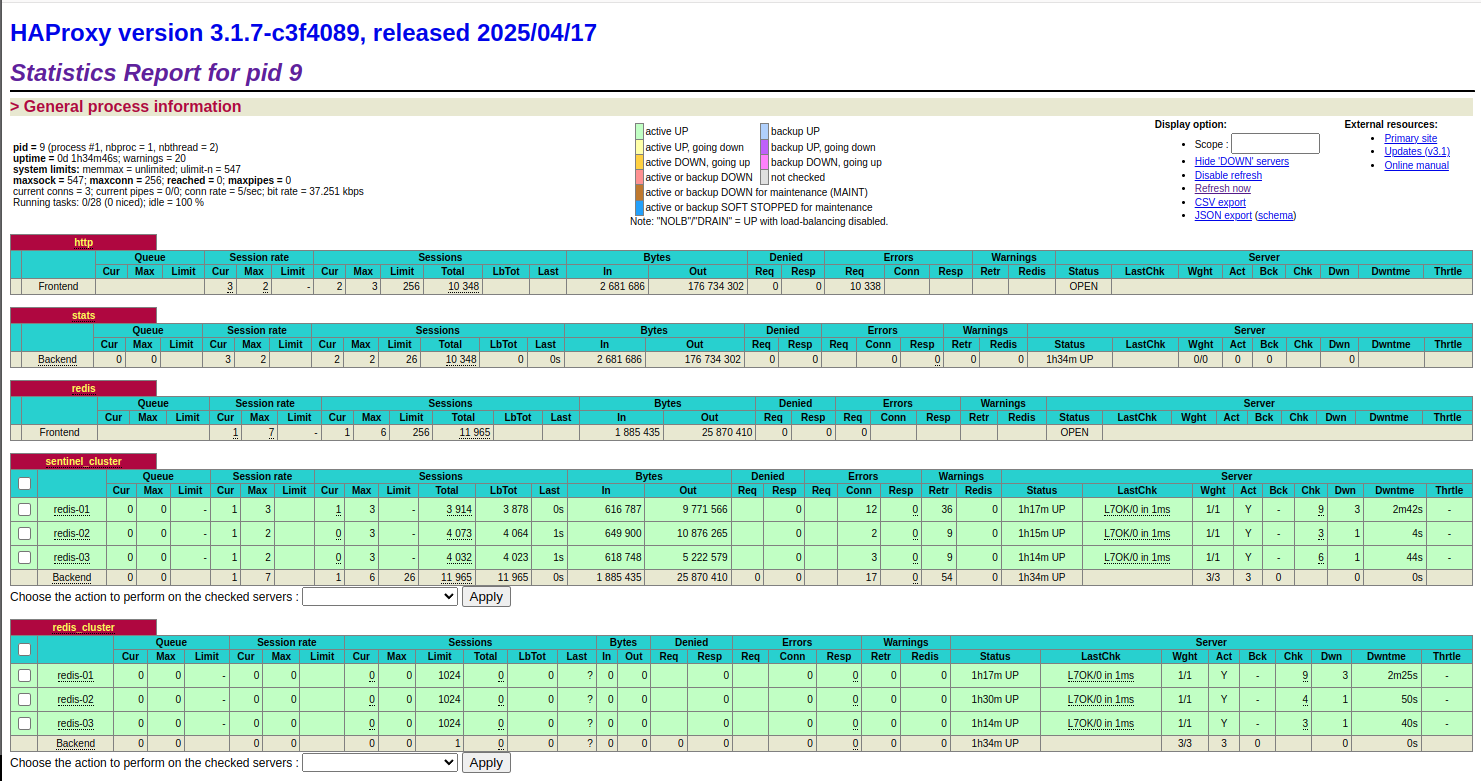 HAProxy version 3.1.7-c3f4089, released 2025/04/17
Statistics Report for pid 9
> General process information
pid = 9 (process #1, nbproc = 1, nbthread = 2)
uptime = 0d 1h34m46s; warnings = 20
system limits: memmax = unlimited; ulimit-n = 547
maxsock = 547; maxconn = 256; reached = 0; maxpipes = 0
current conns = 3; current pipes = 0/0; conn rate = 5/sec; bit rate = 37.251 kbps
Running tasks: 0/28 (0 niced); idle = 100 %
active UP backup UP
active UP, going down backup UP, going down
active DOWN, going up backup DOWN, going up
active or backup DOWN not checked
active or backup DOWN for maintenance (MAINT)
active or backup SOFT STOPPED for maintenance
Note: "NOLB"/"DRAIN" = UP with load-balancing disabled.
Display option:
Scope :
Hide 'DOWN' servers
Disable refresh
Refresh now
CSV export
JSON export (schema)
External resources:
Primary site
Updates (v3.1)
Online manual
http
Queue Session rate Sessions Bytes Denied Errors Warnings Server
Cur Max Limit Cur Max Limit Cur Max Limit Total LbTot Last In Out Req Resp Req Conn Resp Retr Redis Status LastChk Wght Act Bck Chk Dwn Dwntme Thrtle
Frontend 3 2 - 2 3 256 10 348 2 681 686 176 734 302 0 0 10 338 OPEN
stats
Queue Session rate Sessions Bytes Denied Errors Warnings Server
Cur Max Limit Cur Max Limit Cur Max Limit Total LbTot Last In Out Req Resp Req Conn Resp Retr Redis Status LastChk Wght Act Bck Chk Dwn Dwntme Thrtle
Backend 0 0 3 2 2 2 26 10 348 0 0s 2 681 686 176 734 302 0 0 0 0 0 0 1h34m UP 0/0 0 0 0
redis
Queue Session rate Sessions Bytes Denied Errors Warnings Server
Cur Max Limit Cur Max Limit Cur Max Limit Total LbTot Last In Out Req Resp Req Conn Resp Retr Redis Status LastChk Wght Act Bck Chk Dwn Dwntme Thrtle
Frontend 1 7 - 1 6 256 11 965 1 885 435 25 870 410 0 0 0 OPEN
sentinel_cluster
Queue Session rate Sessions Bytes Denied Errors Warnings Server
Cur Max Limit Cur Max Limit Cur Max Limit Total LbTot Last In Out Req Resp Req Conn Resp Retr Redis Status LastChk Wght Act Bck Chk Dwn Dwntme Thrtle
redis-01 0 0 - 1 3 1 3 - 3 914 3 878 0s 616 787 9 771 566 0 12 0 36 0 1h17m UP L7OK/0 in 1ms 1/1 Y - 9 3 2m42s -
redis-02 0 0 - 1 2 0 3 - 4 073 4 064 1s 649 900 10 876 265 0 2 0 9 0 1h15m UP L7OK/0 in 1ms 1/1 Y - 3 1 4s -
redis-03 0 0 - 1 2 0 3 - 4 032 4 023 1s 618 748 5 222 579 0 3 0 9 0 1h14m UP L7OK/0 in 1ms 1/1 Y - 6 1 44s -
Backend 0 0 1 7 1 6 26 11 965 11 965 0s 1 885 435 25 870 410 0 0 17 0 54 0 1h34m UP 3/3 3 0 0 0s
Choose the action to perform on the checked servers : Apply
redis_cluster
Queue Session rate Sessions Bytes Denied Errors Warnings Server
Cur Max Limit Cur Max Limit Cur Max Limit Total LbTot Last In Out Req Resp Req Conn Resp Retr Redis Status LastChk Wght Act Bck Chk Dwn Dwntme Thrtle
redis-01 0 0 - 0 0 0 0 1024 0 0 ? 0 0 0 0 0 0 0 1h17m UP L7OK/0 in 1ms 1/1 Y - 9 3 2m25s -
redis-02 0 0 - 0 0 0 0 1024 0 0 ? 0 0 0 0 0 0 0 1h30m UP L7OK/0 in 1ms 1/1 Y - 4 1 50s -
redis-03 0 0 - 0 0 0 0 1024 0 0 ? 0 0 0 0 0 0 0 1h14m UP L7OK/0 in 1ms 1/1 Y - 3 1 40s -
Backend 0 0 0 0 0 0 1 0 0 ? 0 0 0 0 0 0 0 0 1h34m UP 3/3 3 0 0 0s
Choose the action to perform on the checked servers : Apply